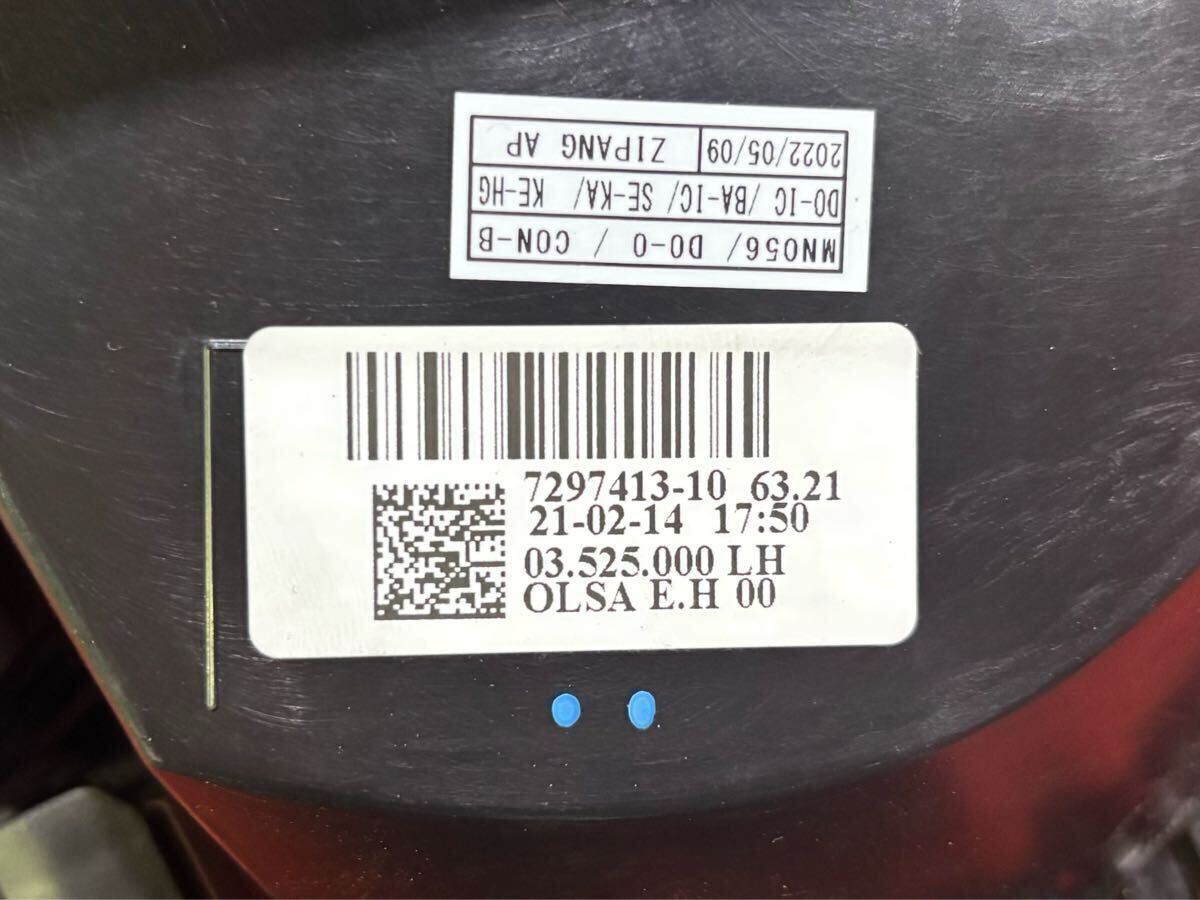 MN056/ DO-O / CON-B
DO-IC /BA-IC/ SE-KA/ KE-HG
2022/05/09 ZIPANG AP
7297413-10 63.21
21-02-14 17:50
03.525.000 LH
OLSA E.H 00